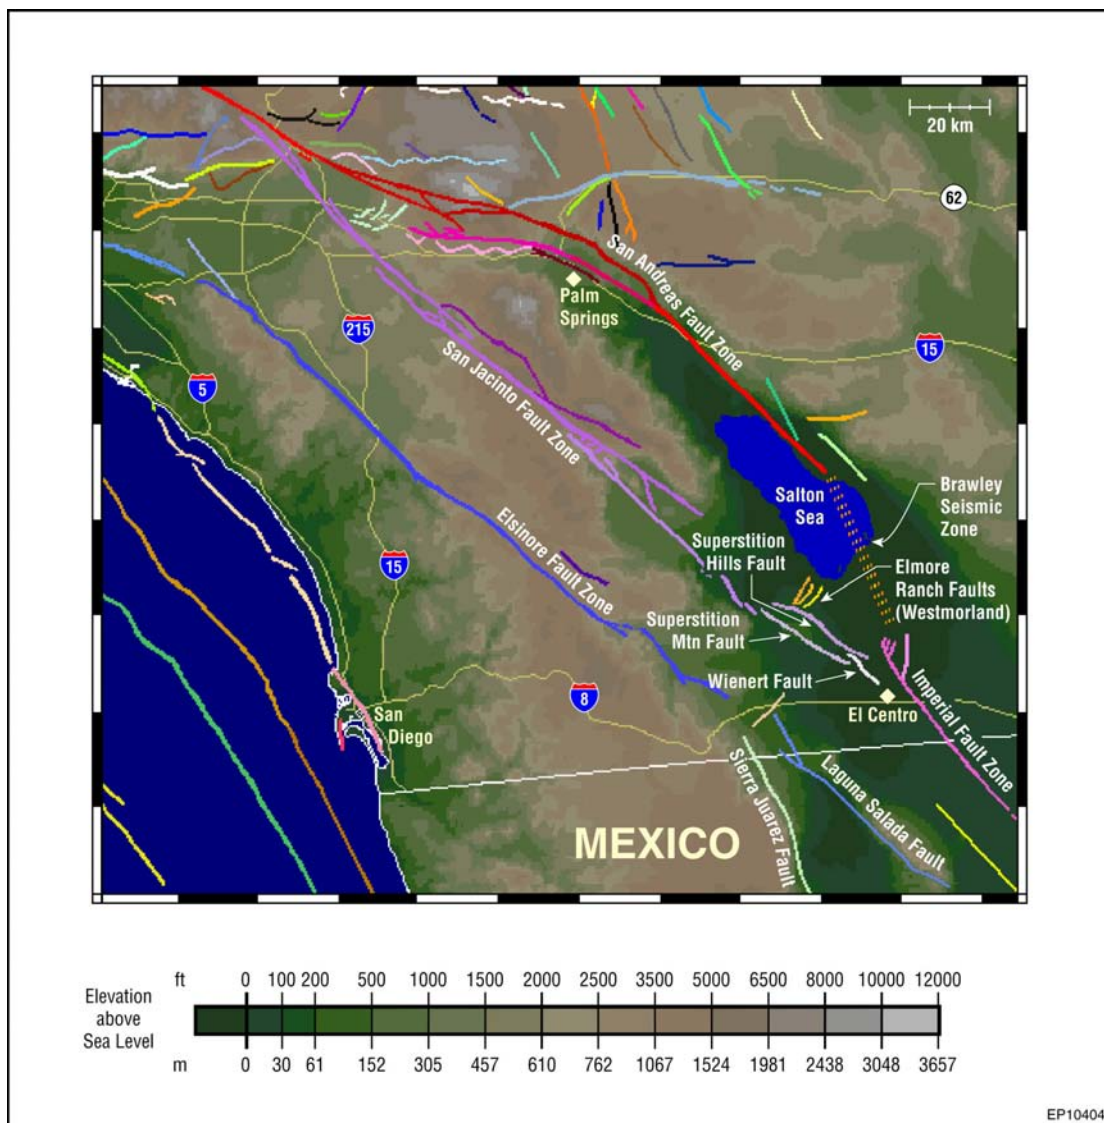 20 km
62
San Andreas Fault Zone
Palm
Springs
215
15
San Jacinto Fault Zone
5
Salton
Sea
Brawley
Seismic
Zone
Superstition
Hills Fault
Elsinore Fault Zone
15
Elmore
Ranch Faults
(Westmorland)
Superstition
Mtn Fault
Wienert Fault
Imperial Fault Zone
8
San
Diego
El Centro
Sierra Juarez Fault
Laguna Salada Fault
MEXICO
ft 0 100 200 500 1000 1500 2000 2500 3500 5000 6500 8000 10000 12000
Elevation
above
Sea Level
m 0 30 61 152 305 457 610 762 1067 1524 1981 2438 3048 3657
EP10404